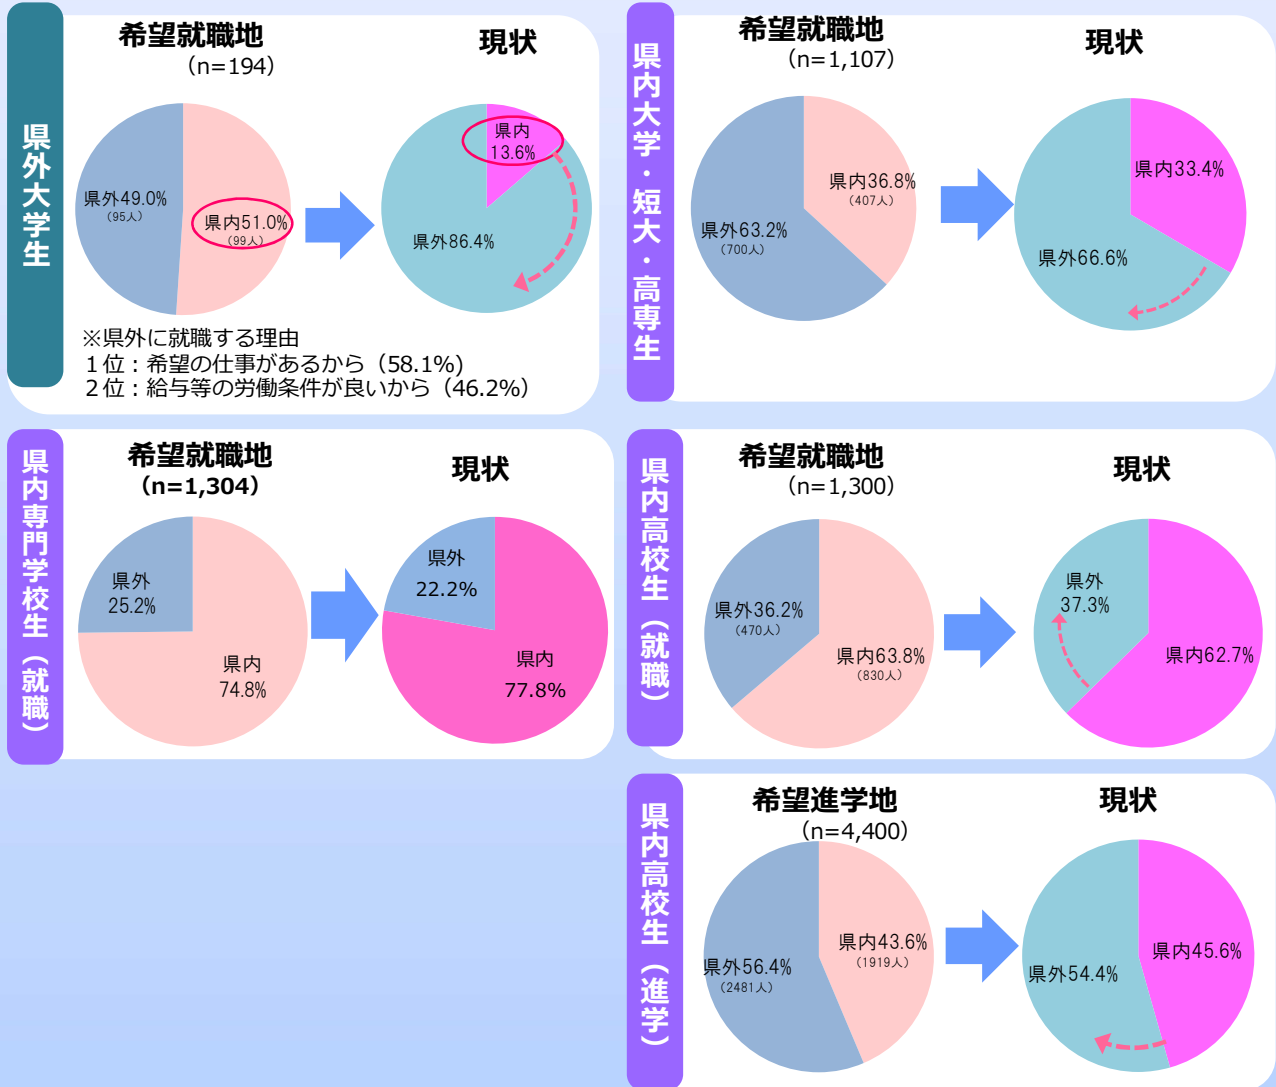 県外大学生
希望就職地
（n=194）
現状
県外49.0%
（95人）
県内51.0%
（99人）
県内
13.6%
県外86.4%
※県外に就職する理由
１位：希望の仕事があるから（58.1%)
２位：給与等の労働条件が良いから（46.2%）
県内大学・短大・高専生
希望就職地
（n=1,107）
現状
県内36.8%
（407人）
県外63.2%
（700人）
県内33.4%
県外66.6%
県内専門学校生（就職）
希望就職地
（n=1,304）
現状
県外
25.2%
県内
74.8%
県外
22.2%
県内
77.8%
県内高校生（就職）
希望就職地
（n=1,300）
現状
県外36.2%
（470人）
県内63.8%
（830人）
県外
37.3%
県内62.7%
県内高校生（進学）
希望進学地
（n=4,400）
現状
県内43.6%
（1919人）
県外56.4%
（2481人）
県内45.6%
県外54.4%